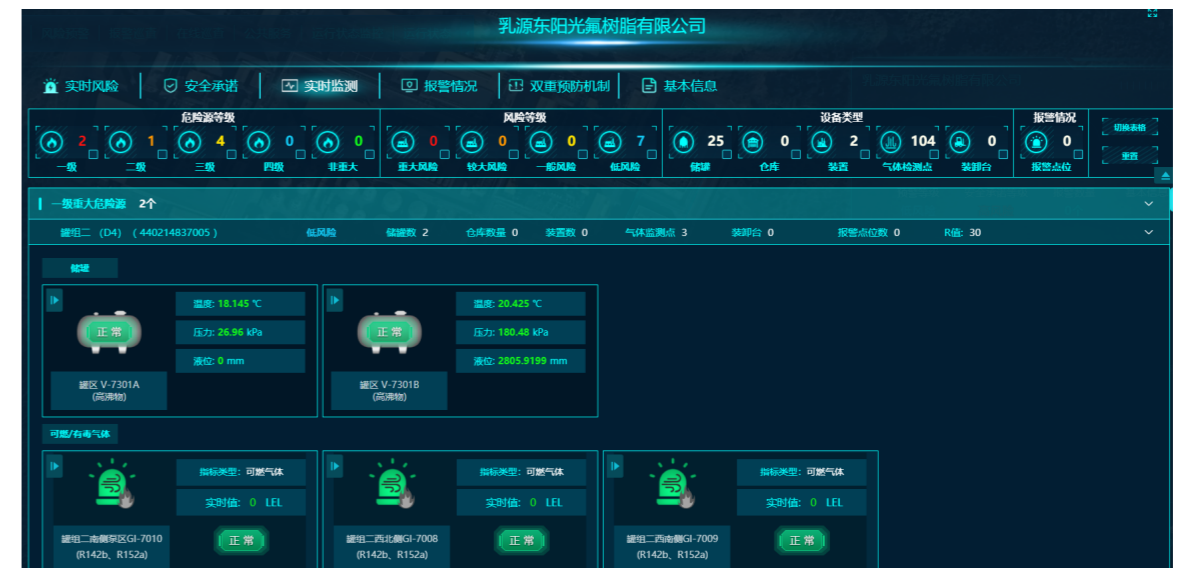 乳源东阳光氟树脂有限公司
实时风险 安全承诺 实时监测 报警情况 双重预防机制 基本信息
危险源等级 风险等级 设备类型 报警情况
2 1 4 0 0 0 0 0 7 25 0 2 104 0 0
一级 二级 三级 四级 非重大 重大风险 较大风险 一般风险 低风险 储罐 仓库 装置 气体检测点 装卸台 报警点位
切换表格
重置
一级重大危险源 2个
罐组二 (D4) (440214837005) 低风险 储罐数 2 仓库数量 0 装置数 0 气体监测点 3 装卸台 0 报警点位数 0 R值: 30
储罐
正常
温度: 18.145 ℃
压力: 26.96 kPa
液位: 0 mm
罐区 V-7301A
(高沸物)
正常
温度: 20.425 ℃
压力: 180.48 kPa
液位: 2805.9199 mm
罐区 V-7301B
(高沸物)
可燃/有毒气体
指标类型: 可燃气体
实时值: 0 LEL
罐组二南侧泵区GI-7010
(R142b、R152a)
正常
指标类型: 可燃气体
实时值: 0 LEL
罐组二西北侧GI-7008
(R142b、R152a)
正常
指标类型: 可燃气体
实时值: 0 LEL
罐组二西南侧GI-7009
(R142b、R152a)
正常